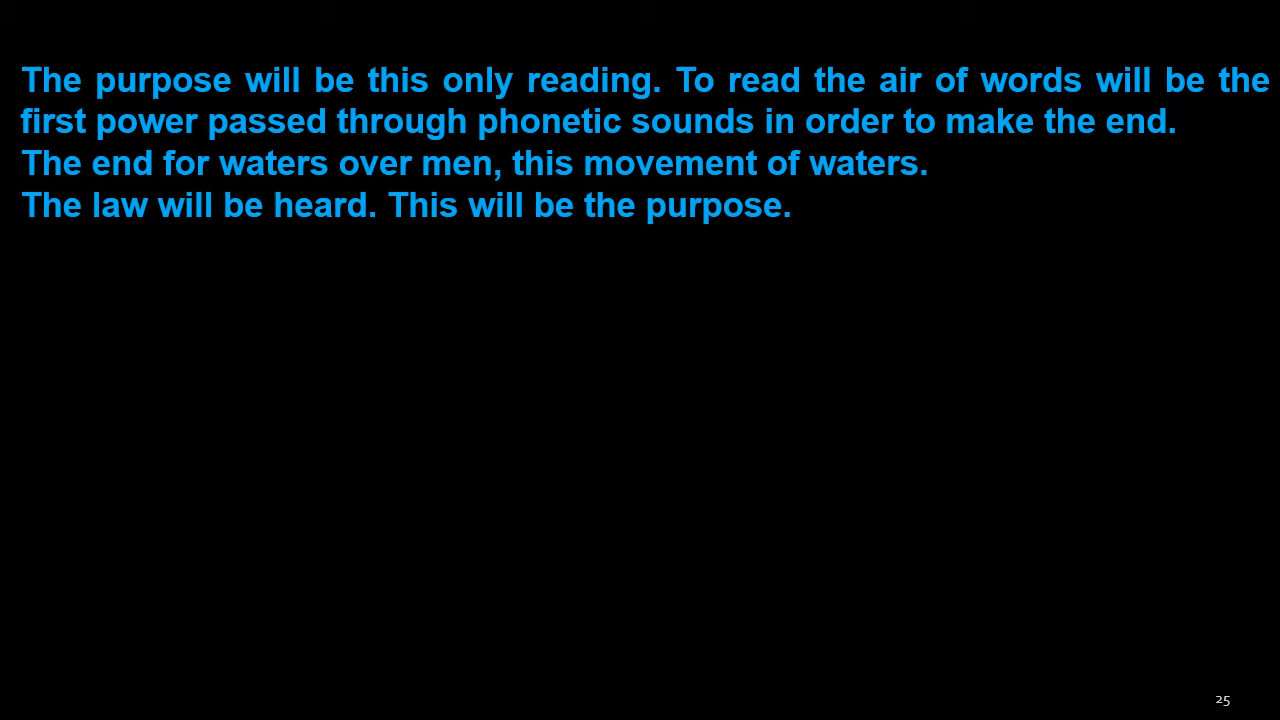 The purpose will be this only reading. To read the air of words will be the
first power passed through phonetic sounds in order to make the end.
The end for waters over men, this movement of waters.
The law will be heard. This will be the purpose.
25